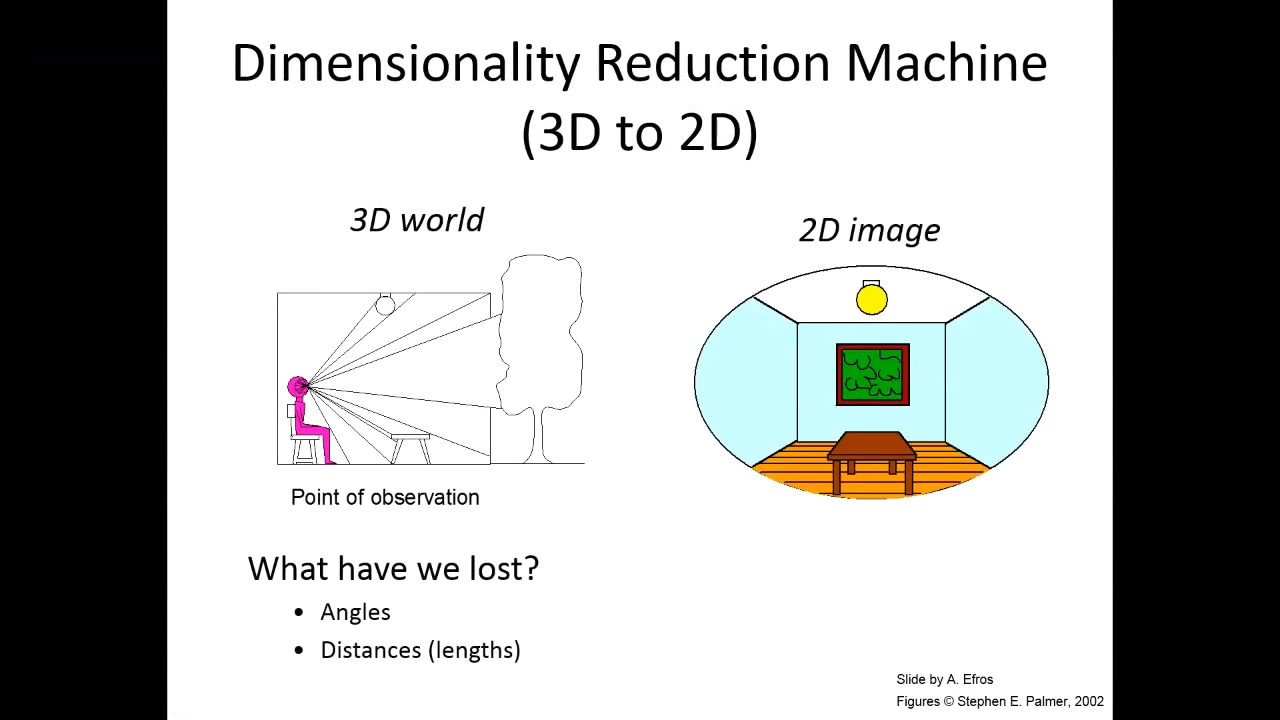 Dimensionality Reduction Machine
(3D to 2D)
3D world
2D image
Point of observation
What have we lost?
• Angles
• Distances (lengths)
Slide by A. Efros
Figures © Stephen E. Palmer, 2002